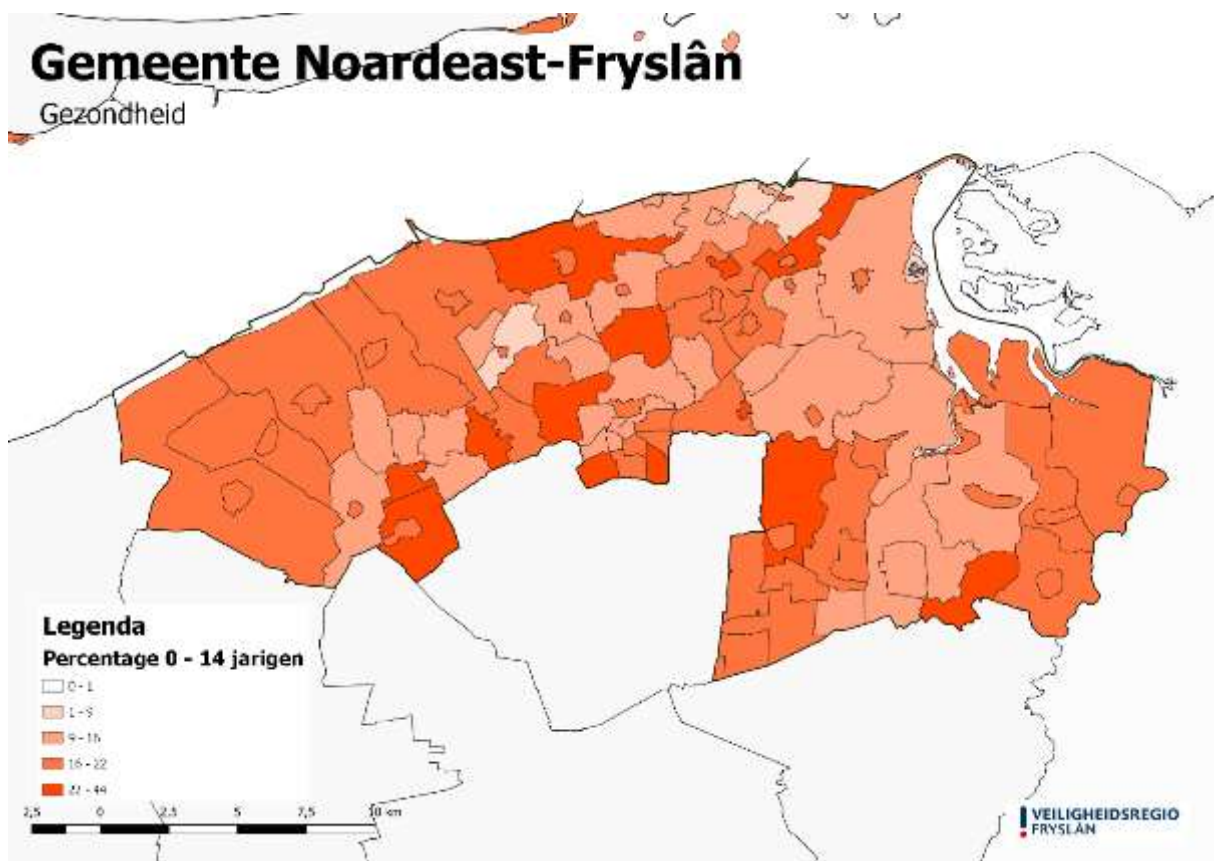 Gemeente Noardeast-Fryslân
Gezondheid
Legenda
Percentage 0 - 14 jarigen
0 - 1
1 - 9
9 - 16
16 - 22
22 - 44
2,5 0 2,5 5 7,5 10 km
VEILIGHEIDSREGIO
FRYSLÂN